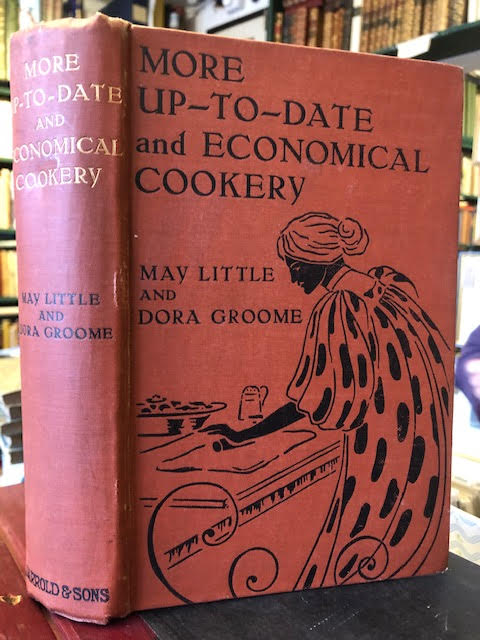 MORE
UP-TO-DATE
AND
ECONOMICAL
COOKERY
MAY LITTLE
AND
DORA GROOME
JARROLD & SONS
MORE
UP-TO-DATE
and ECONOMICAL
COOKERY
MAY LITTLE
AND
DORA GROOME